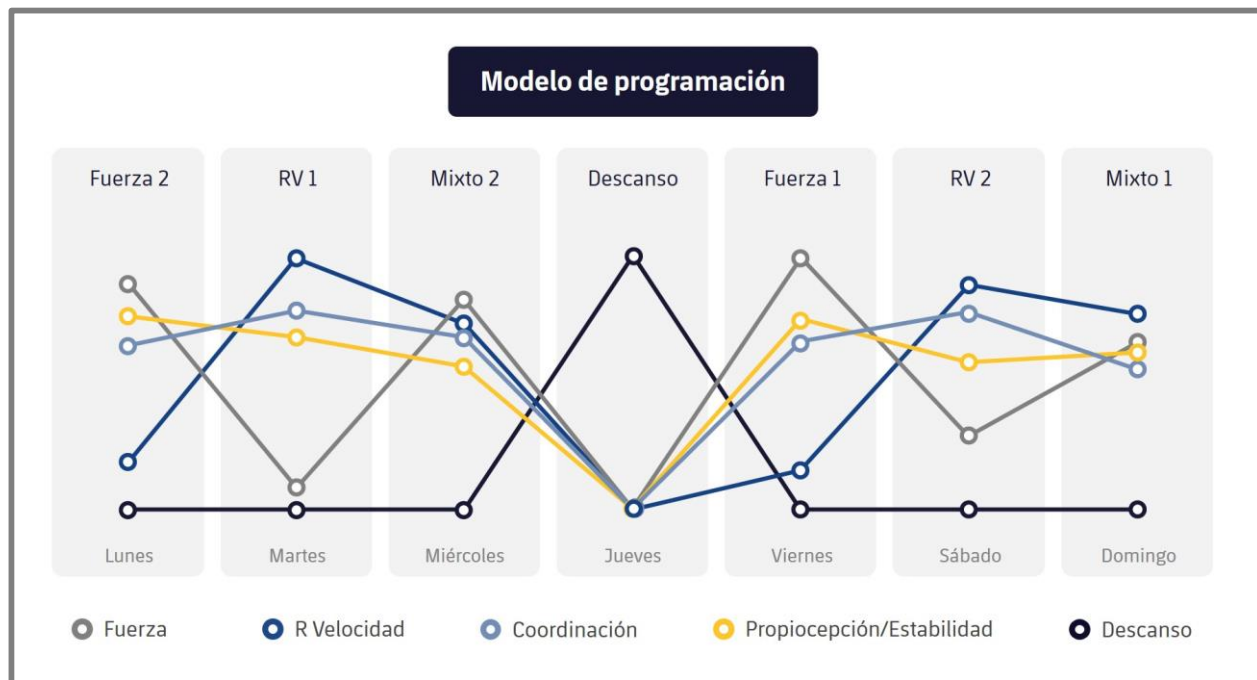 Modelo de programación
Fuerza 2
RV 1
Mixto 2
Descanso
Fuerza 1
RV 2
Mixto 1
Lunes
Martes
Miércoles
Jueves
Viernes
Sábado
Domingo
Fuerza
R Velocidad
Coordinación
Propiocepción/Estabilidad
Descanso